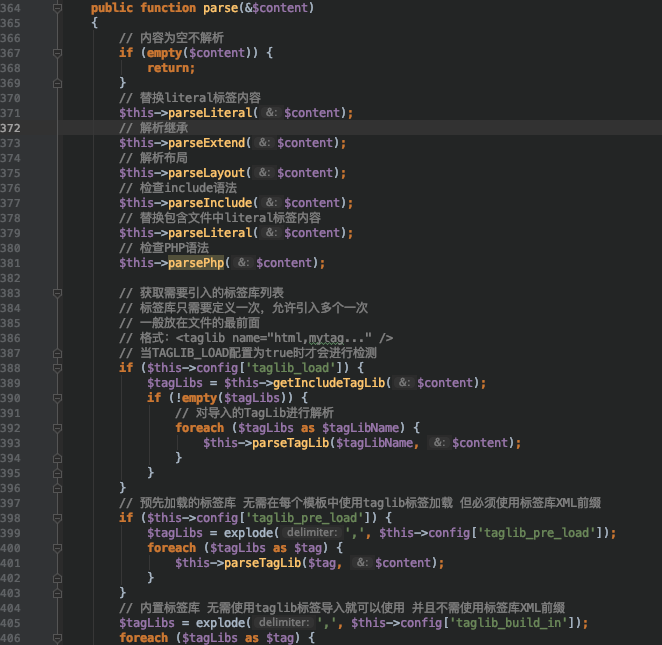 364 public function parse(&$content)
365 {
366 // 内容为空不解析
367 if (empty($content)) {
368 return;
369 }
370 // 替换literal标签内容
371 $this->parseLiteral( &: $content);
372 // 解析继承
373 $this->parseExtend( &: $content);
374 // 解析布局
375 $this->parseLayout( &: $content);
376 // 检查include语法
377 $this->parseInclude( &: $content);
378 // 替换包含文件中literal标签内容
379 $this->parseLiteral( &: $content);
380 // 检查PHP语法
381 $this->parsePhp( &: $content);
382
383 // 获取需要引入的标签库列表
384 // 标签库只需要定义一次，允许引入多个一次
385 // 一般放在文件的最前面
386 // 格式：<taglib name="html,mytag..." />
387 // 当TAGLIB_LOAD配置为true时才会进行检测
388 if ($this->config['taglib_load']) {
389 $tagLibs = $this->getIncludeTagLib( &: $content);
390 if (!empty($tagLibs)) {
391 // 对导入的TagLib进行解析
392 foreach ($tagLibs as $tagLibName) {
393 $this->parseTagLib($tagLibName, &: $content);
394 }
395 }
396 }
397 // 预先加载的标签库 无需在每个模板中使用taglib标签加载 但必须使用标签库XML前缀
398 if ($this->config['taglib_pre_load']) {
399 $tagLibs = explode( delimiter: ',', $this->config['taglib_pre_load']);
400 foreach ($tagLibs as $tag) {
401 $this->parseTagLib($tag, &: $content);
402 }
403 }
404 // 内置标签库 无需使用taglib标签导入就可以使用 并且不需使用标签库XML前缀
405 $tagLibs = explode( delimiter: ',', $this->config['taglib_build_in']);
406 foreach ($tagLibs as $tag) {